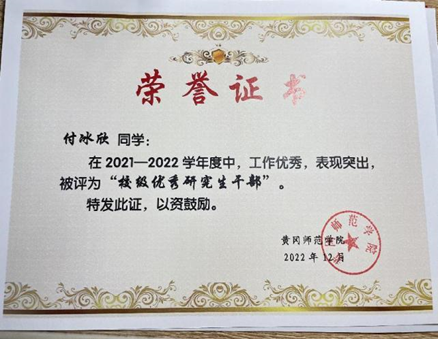 荣誉证书
付冰欣 同学：
在 2021—2022 学年度中，工作优秀，表现突出，
被评为“校级优秀研究生干部”。
特发此证，以资鼓励。
黄冈师范学院
2022 年 12 月